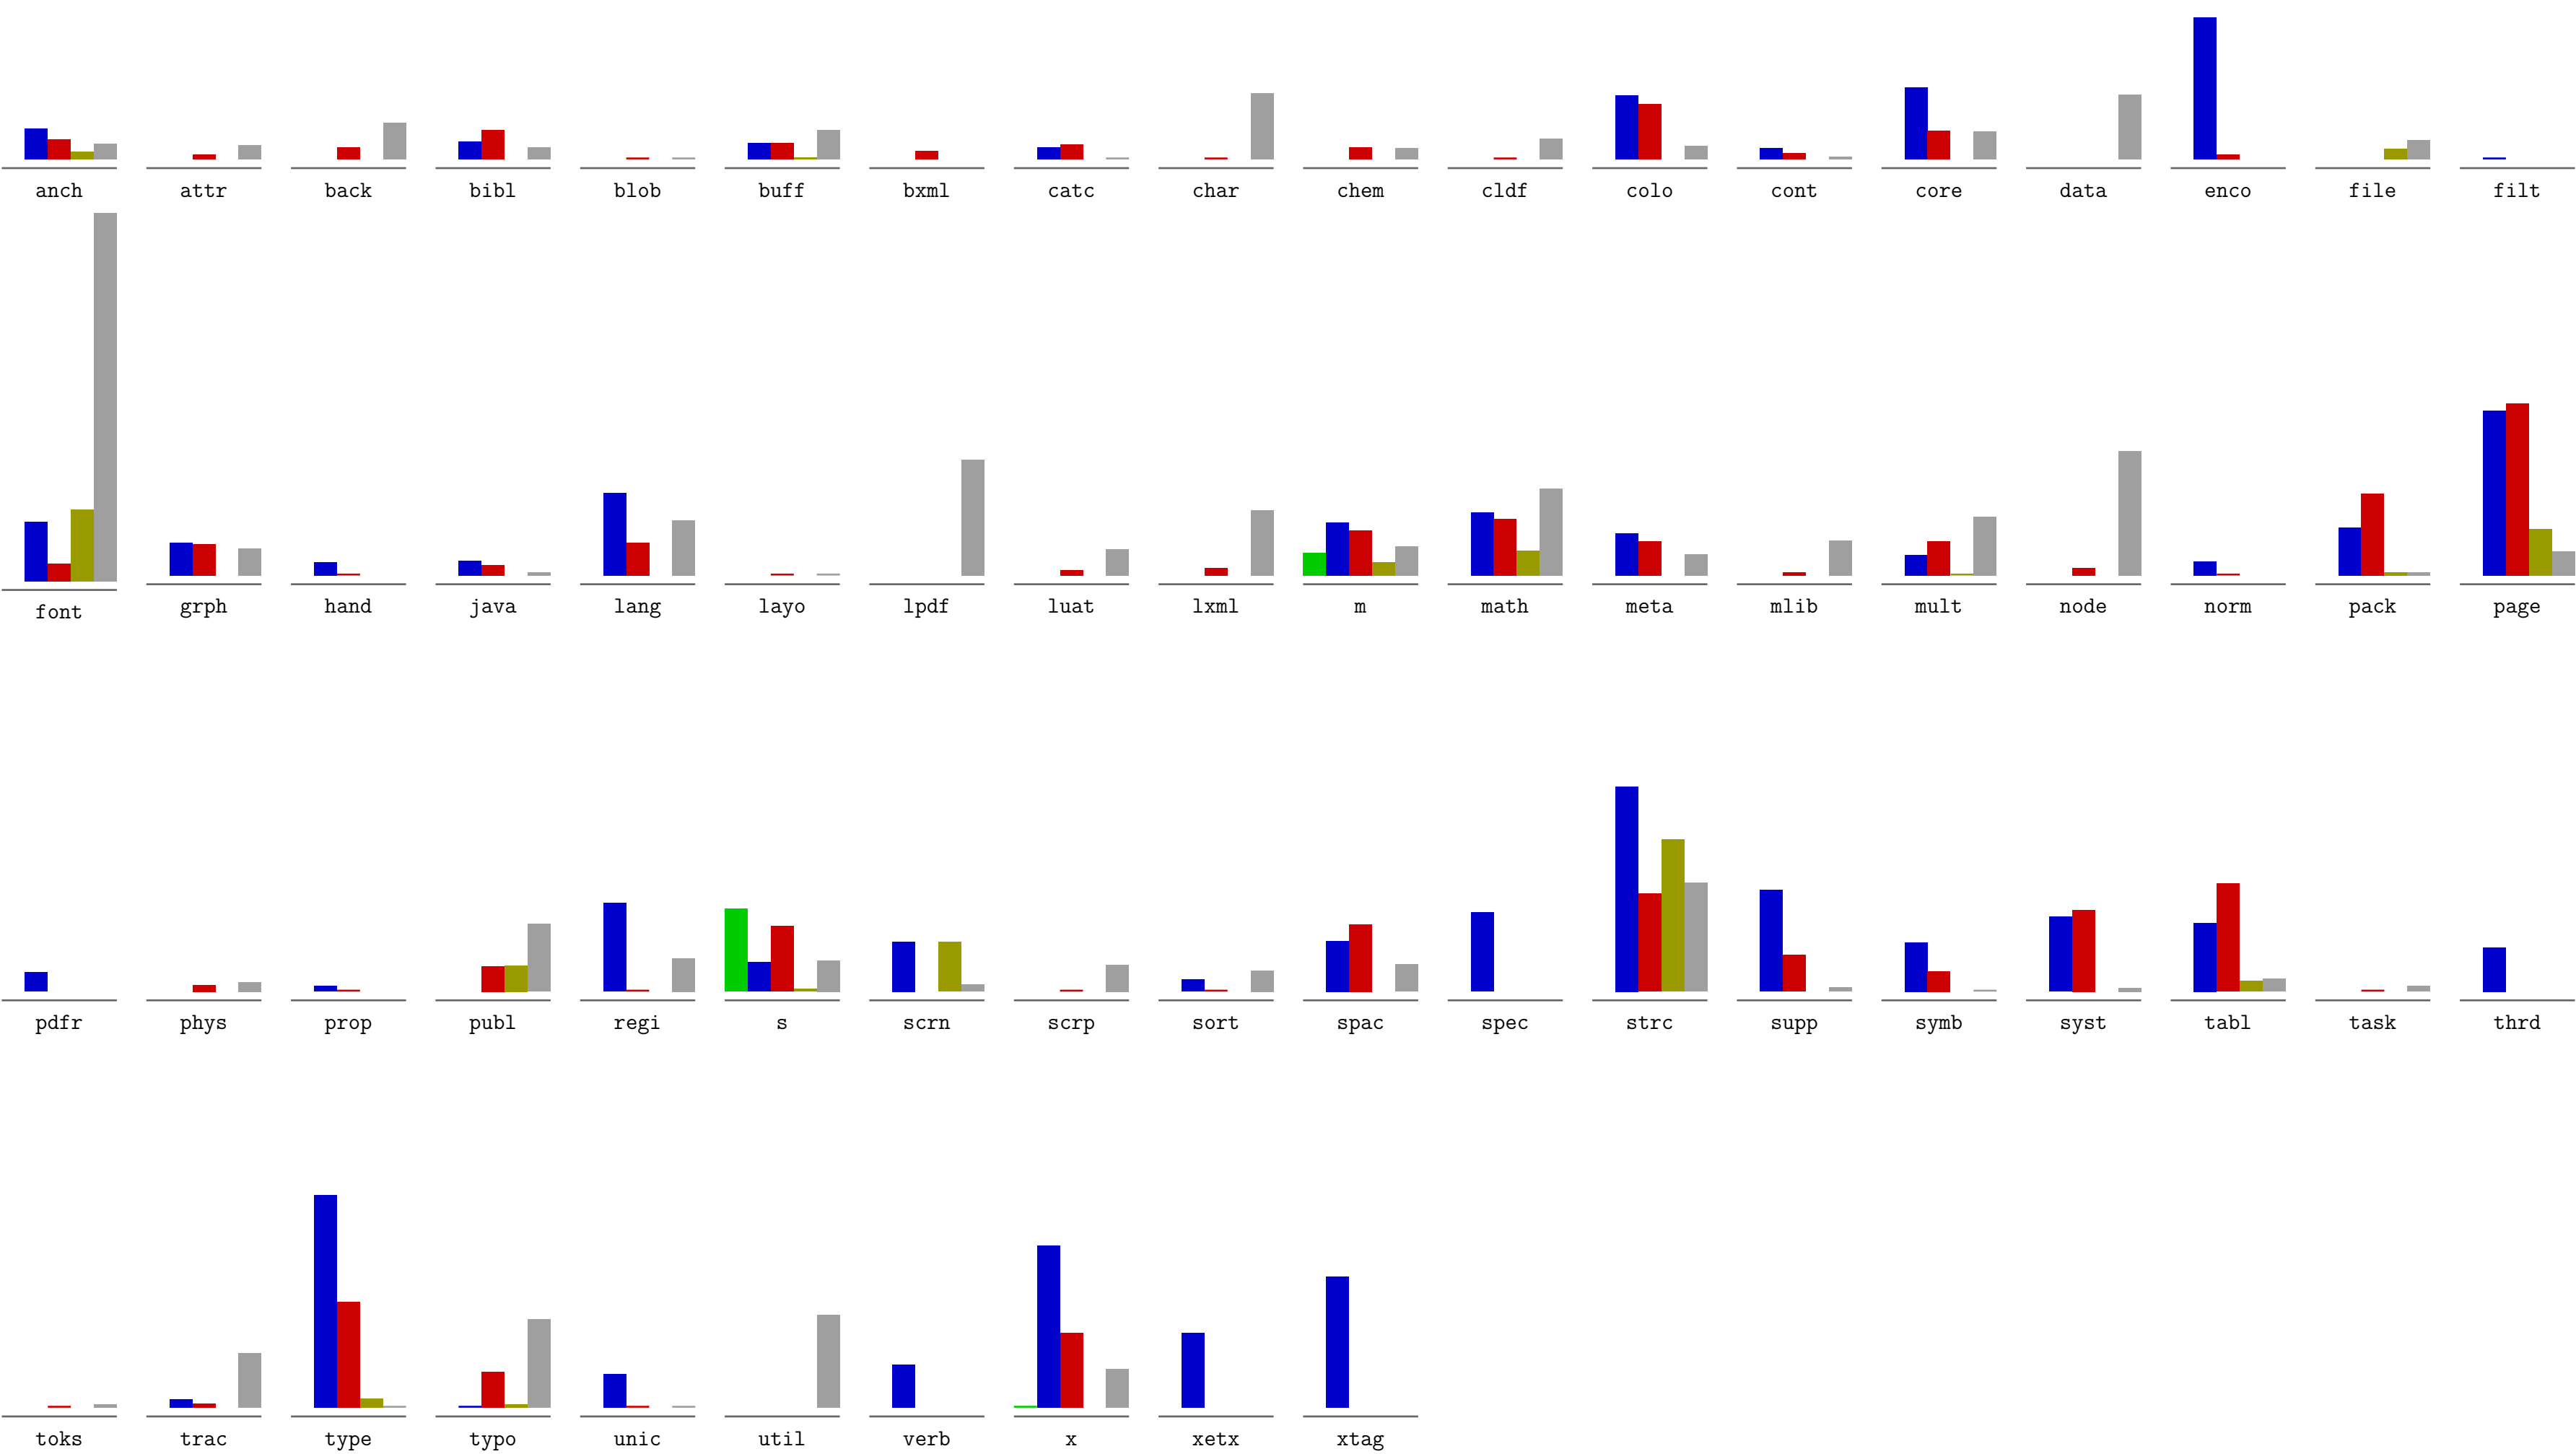 anch attr back bibl blob buff bxml catc char chem cldf colo cont core data enco file filt
font grph hand java lang layo lpdf luat lxml m math meta mlib mult node norm pack page
pdfr phys prop publ regi s scrn scrp sort spac spec strc supp symb syst tabl task thrd
toks trac type typo unic util verb x xetx xtag